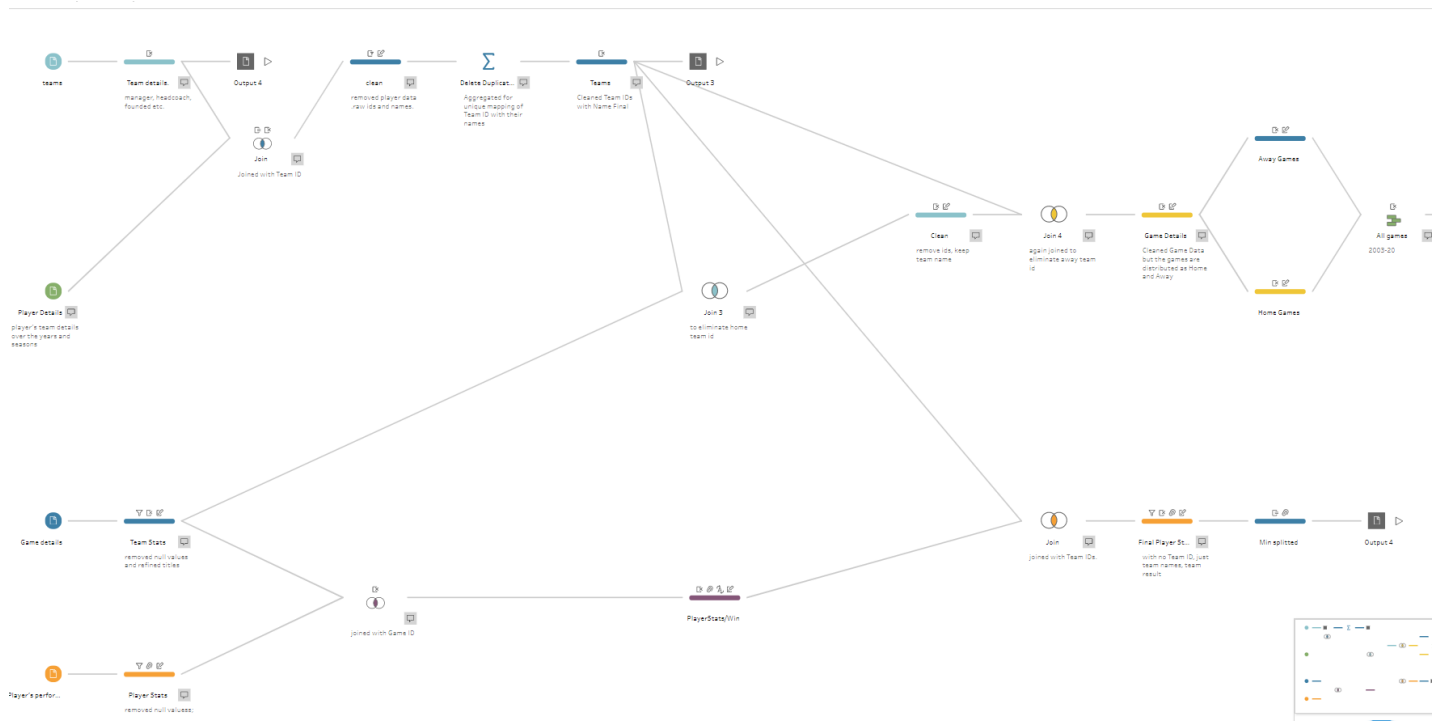 teams
Team details.
manager, headcoach,
founded etc.
Output 4
clean
removed player data
.raw ids and names.
Delete Duplicat...
Aggregated for
unique mapping of
Team ID with their
names
Teams
Cleaned Team IDs
with Name Final
Output 3
Join
Joined with Team ID
Away Games
Clean
remove ids, keep
team name
Join 4
again joined to
eliminate away team
id
Game Details
Cleaned Game Data
but the games are
distributed as Home
and Away.
All games
2003-20
Player Details
player's team details
over the years and
seasons
Join 3
to eliminate home
team id
Home Games
Game details
Team Stats
removed null values
and refined titles
Join
joined with Team IDs.
Final Player St...
with no Team ID, just
team names, team
result
Min splitted
Output 4
joined with Game ID
PlayerStats/Win
Player's perfor...
Player Stats
removed null valuess;